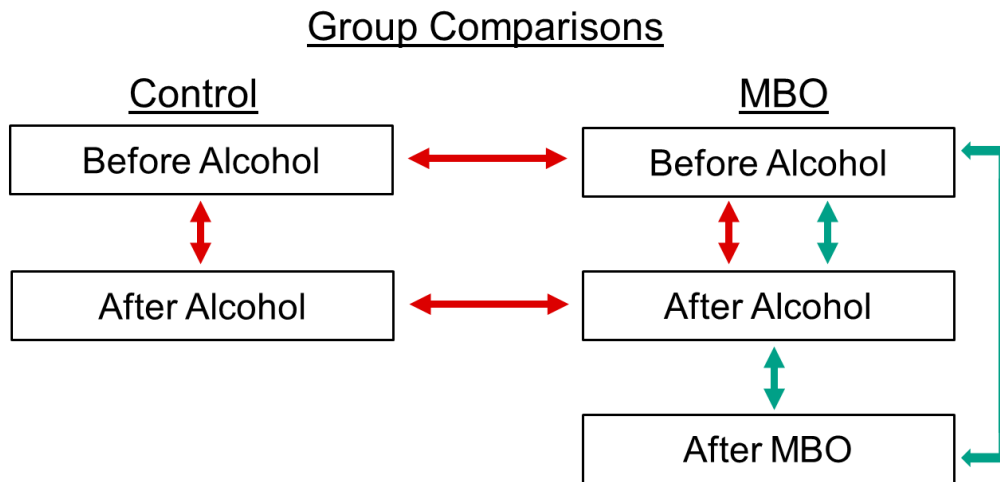 Group Comparisons
Control
MBO
Before Alcohol
Before Alcohol
After Alcohol
After Alcohol
After MBO